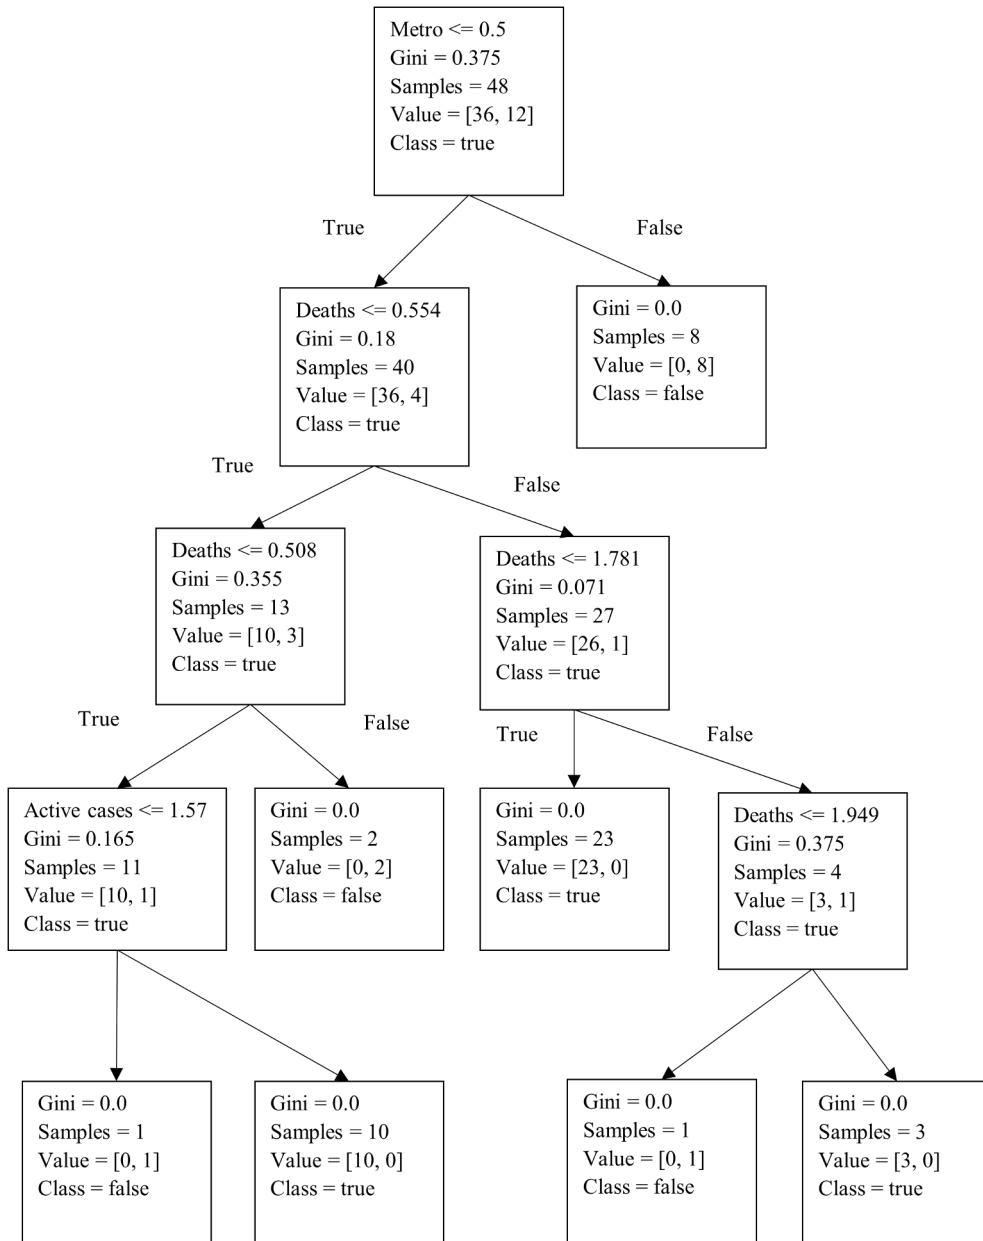 Metro <= 0.5
Gini = 0.375
Samples = 48
Value = [36, 12]
Class = true
True
False
Deaths <= 0.554
Gini = 0.18
Samples = 40
Value = [36, 4]
Class = true
Gini = 0.0
Samples = 8
Value = [0, 8]
Class = false
True
False
Deaths <= 0.508
Gini = 0.355
Samples = 13
Value = [10, 3]
Class = true
Deaths <= 1.781
Gini = 0.071
Samples = 27
Value = [26, 1]
Class = true
True
False
True
False
Active cases <= 1.57
Gini = 0.165
Samples = 11
Value = [10, 1]
Class = true
Gini = 0.0
Samples = 2
Value = [0, 2]
Class = false
Gini = 0.0
Samples = 23
Value = [23, 0]
Class = true
Deaths <= 1.949
Gini = 0.375
Samples = 4
Value = [3, 1]
Class = true
Gini = 0.0
Samples = 1
Value = [0, 1]
Class = false
Gini = 0.0
Samples = 10
Value = [10, 0]
Class = true
Gini = 0.0
Samples = 1
Value = [0, 1]
Class = false
Gini = 0.0
Samples = 3
Value = [3, 0]
Class = true